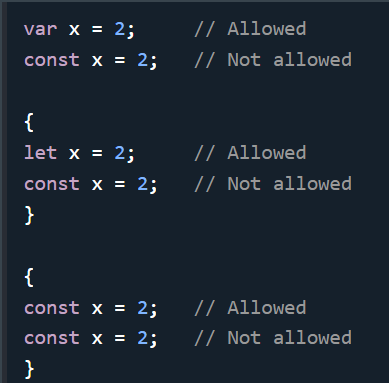 var x = 2;     // Allowed
const x = 2;   // Not allowed

{
let x = 2;     // Allowed
const x = 2;   // Not allowed
}

{
const x = 2;   // Allowed
const x = 2;   // Not allowed
}